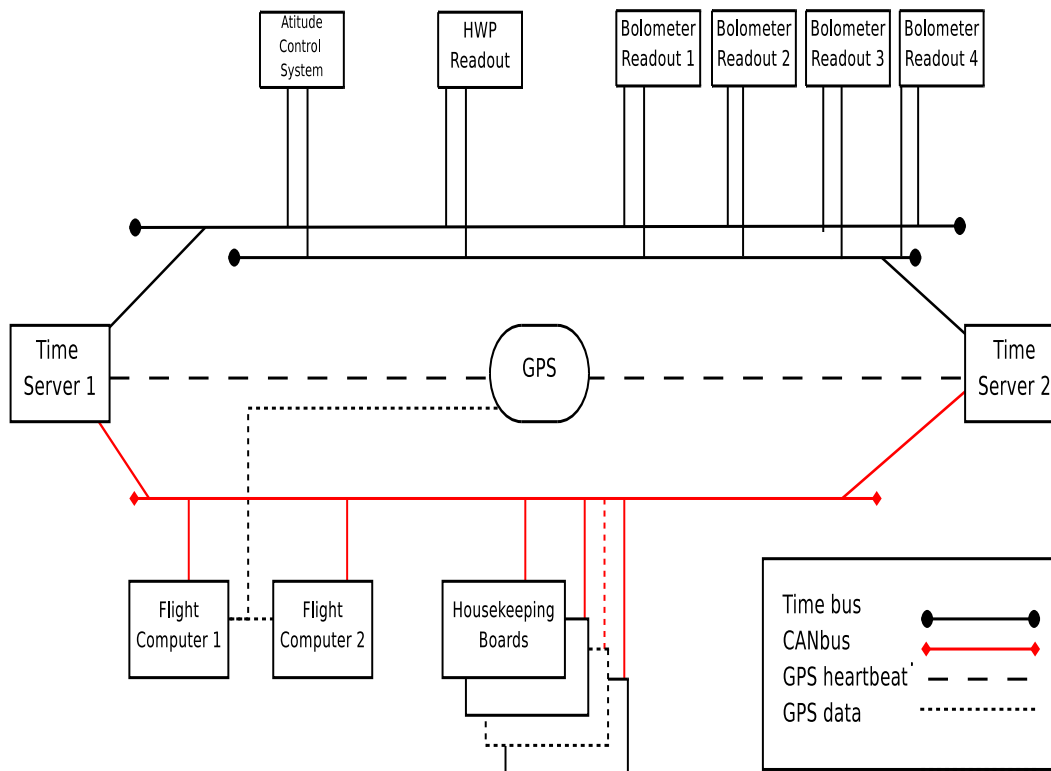 Atitude
Control
System
HWP
Readout
Bolometer
Readout 1
Bolometer
Readout 2
Bolometer
Readout 3
Bolometer
Readout 4
Time
Server 1
GPS
Time
Server 2
Flight
Computer 1
Flight
Computer 2
Housekeeping
Boards
Time bus
CANbus
GPS heartbeat'
GPS data